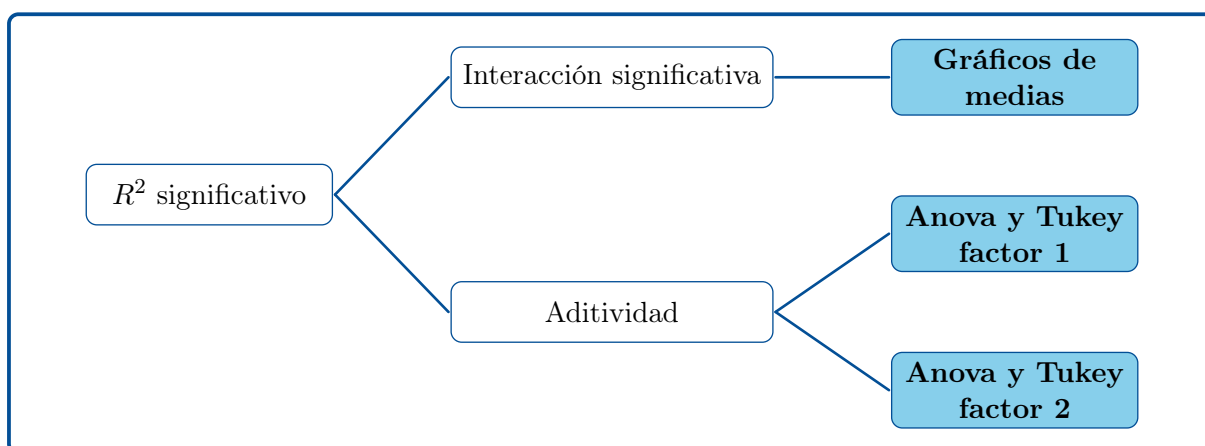 Interacción significativa
Gráficos de
medias
R² significativo
Anova y Tukey
factor 1
Aditividad
Anova y Tukey
factor 2